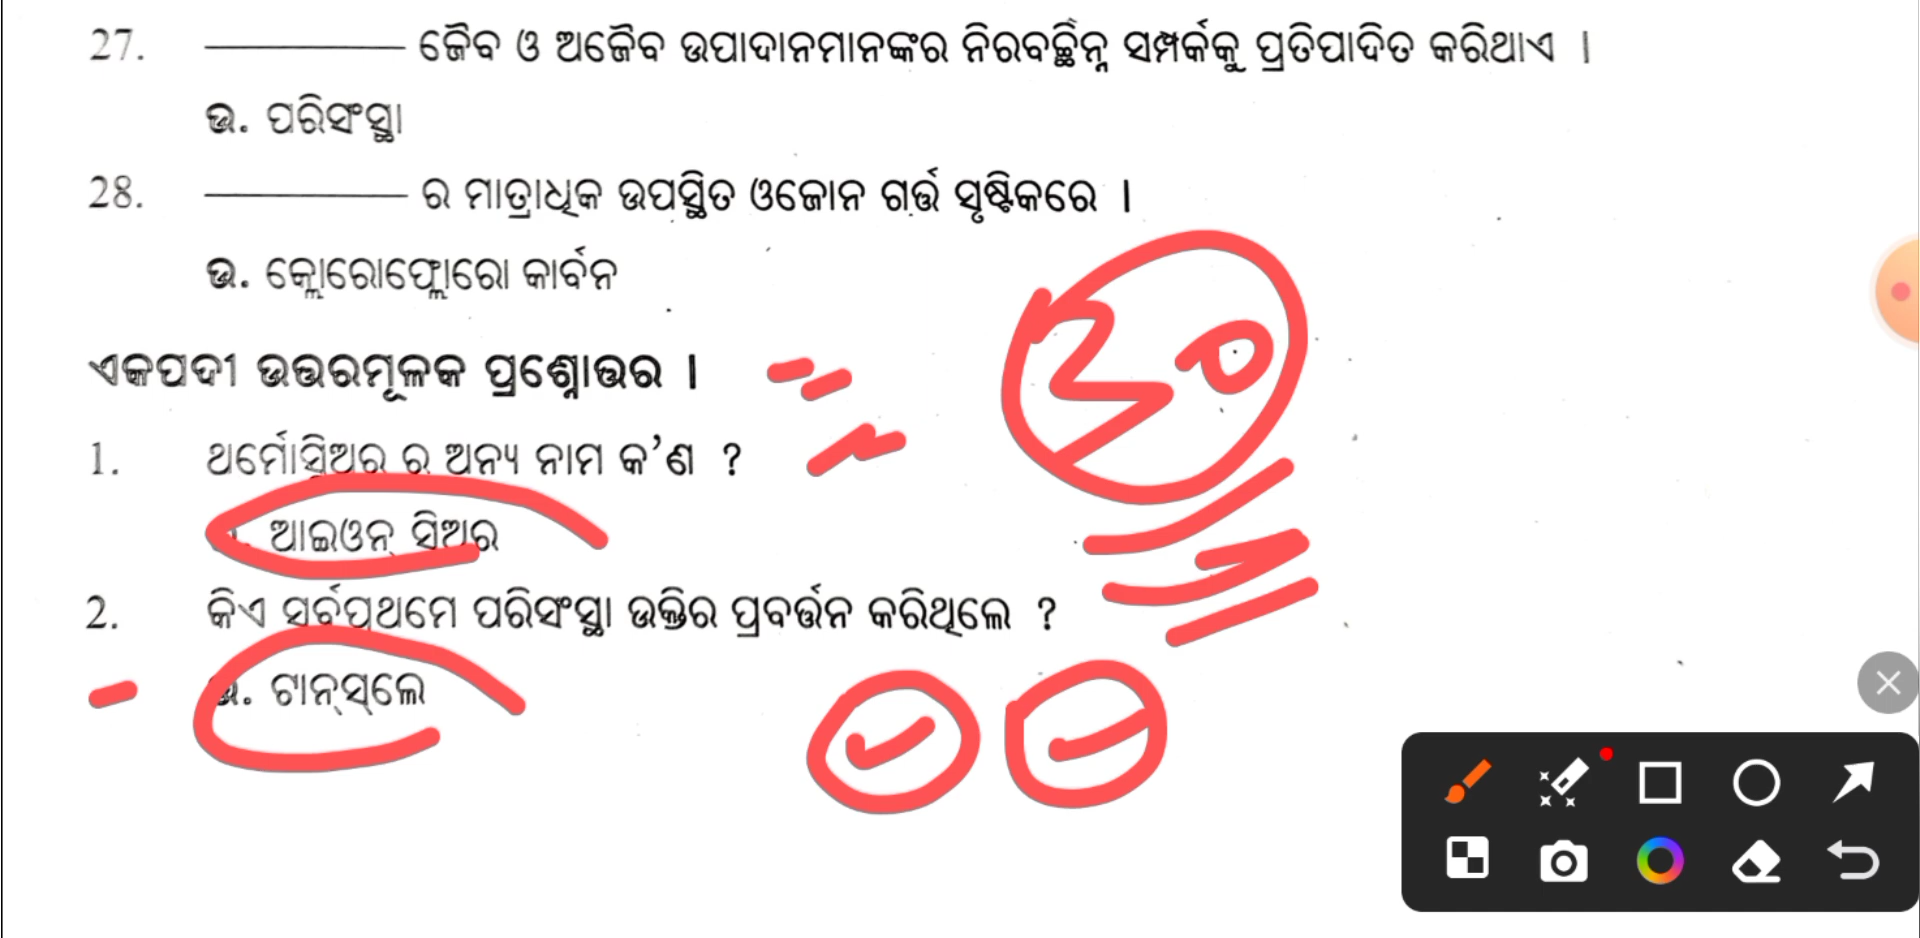 27. ________ ଜୈବ ଓ ଅଜୈବ ଉପାଦାନମାନଙ୍କର ନିରବଚ୍ଛିନ୍ନ ସମ୍ପର୍କକୁ ପ୍ରତିପାଦିତ କରିଥାଏ ।
ଉ. ପରିସଂସ୍ଥା
28. ________ ର ମାତ୍ରାଧିକ ଉପସ୍ଥିତ ଓଜୋନ ଗର୍ତ୍ତ ସୃଷ୍ଟିକରେ ।
ଉ. କ୍ଲୋରୋଫ୍ଲୋରୋ କାର୍ବନ
ଏକପଦୀ ଉତ୍ତରମୂଳକ ପ୍ରଶ୍ନୋତ୍ତର ।
1. ଥର୍ମୋସ୍ପିଅର ର ଅନ୍ୟ ନାମ କ’ଣ ?
ଆଇଓନ୍ ସିଅର
2. କିଏ ସର୍ବପ୍ରଥମେ ପରିସଂସ୍ଥା ଉକ୍ତିର ପ୍ରବର୍ତ୍ତନ କରିଥିଲେ ?
ଉ. ଟାନ୍‌ସ୍‌ଲେ